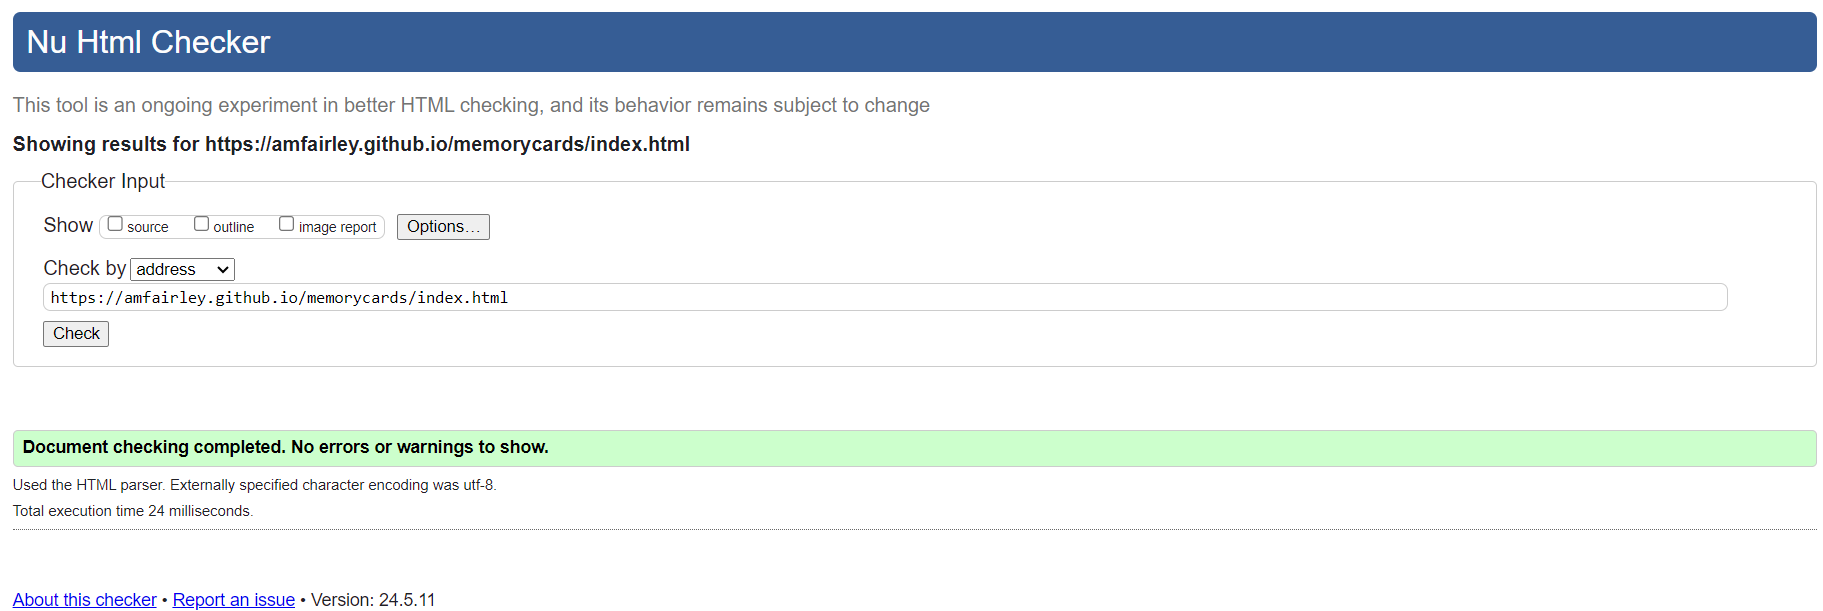 Nu Html Checker
This tool is an ongoing experiment in better HTML checking, and its behavior remains subject to change
Showing results for https://amfairley.github.io/memorycards/index.html
Checker Input
Show source outline image report Options...
Check by address
https://amfairley.github.io/memorycards/index.html
Check
Document checking completed. No errors or warnings to show.
Used the HTML parser. Externally specified character encoding was utf-8.
Total execution time 24 milliseconds.
About this checker • Report an issue • Version: 24.5.11